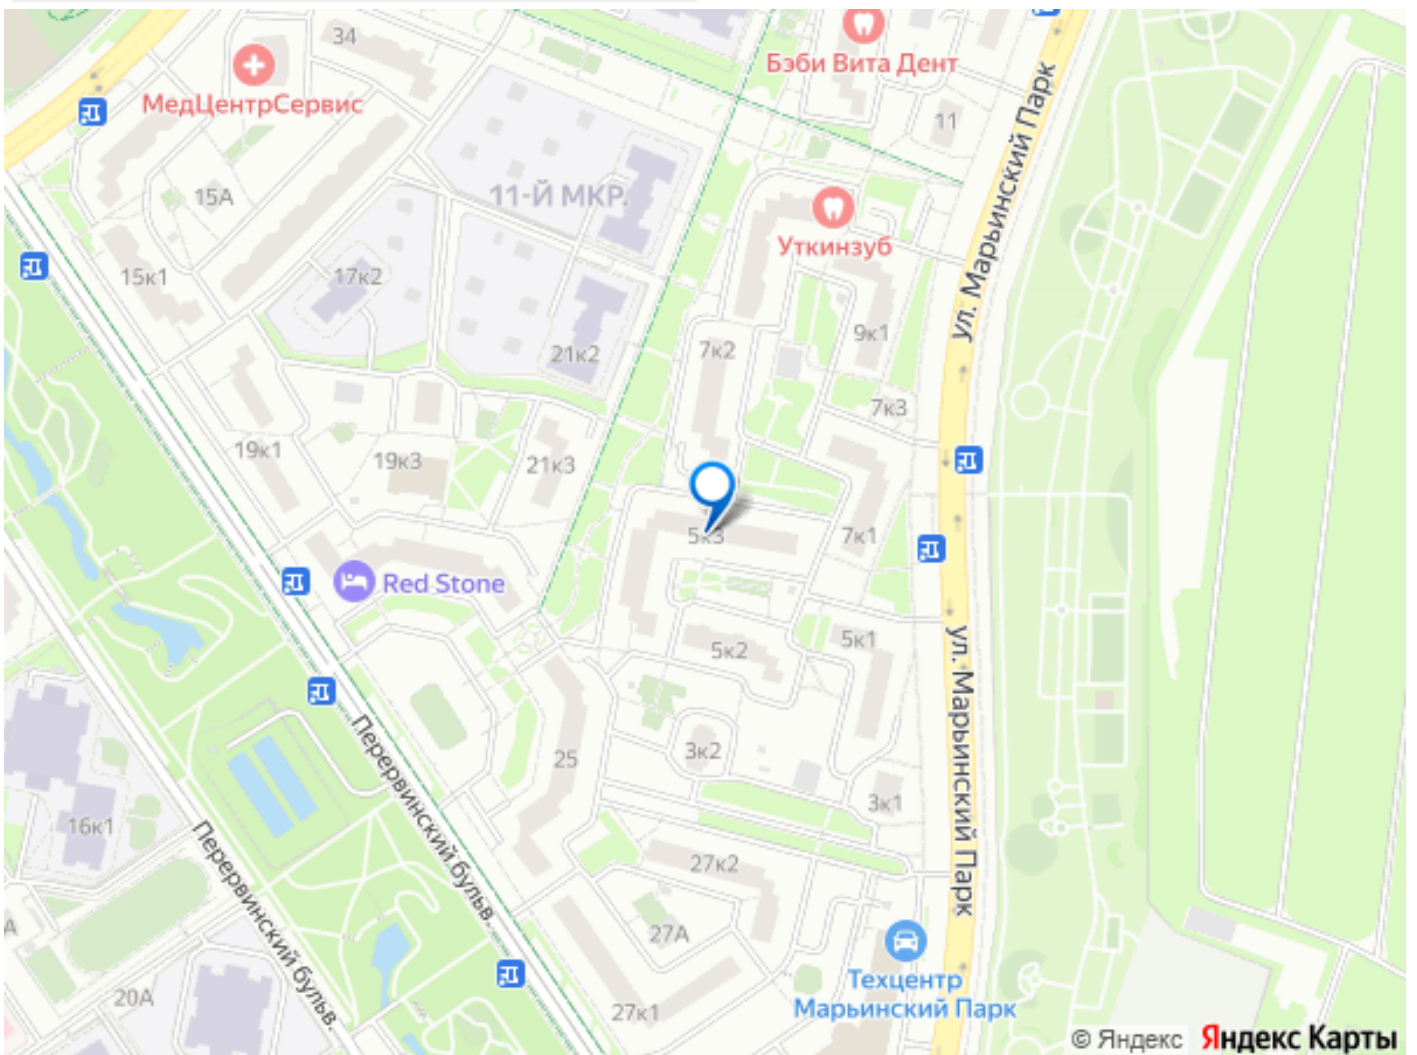 34
Бэби Вита Дент
МедЦентрСервис
11
ул. Марьинский Парк
15А
11-Й МКР.
Уткинзуб
15к1
17к2
9к1
21к2
7к2
7к3
19к1
19к3
21к3
5к3
7к1
Red Stone
5к2
5к1
ул. Марьинский Парк
Перервинский бульв.
25
3к2
3к1
16к1
Перервинский бульв.
27к2
27А
А
Техцентр
Марьинский Парк
20А
27к1
© Яндекс Яндекс Карты